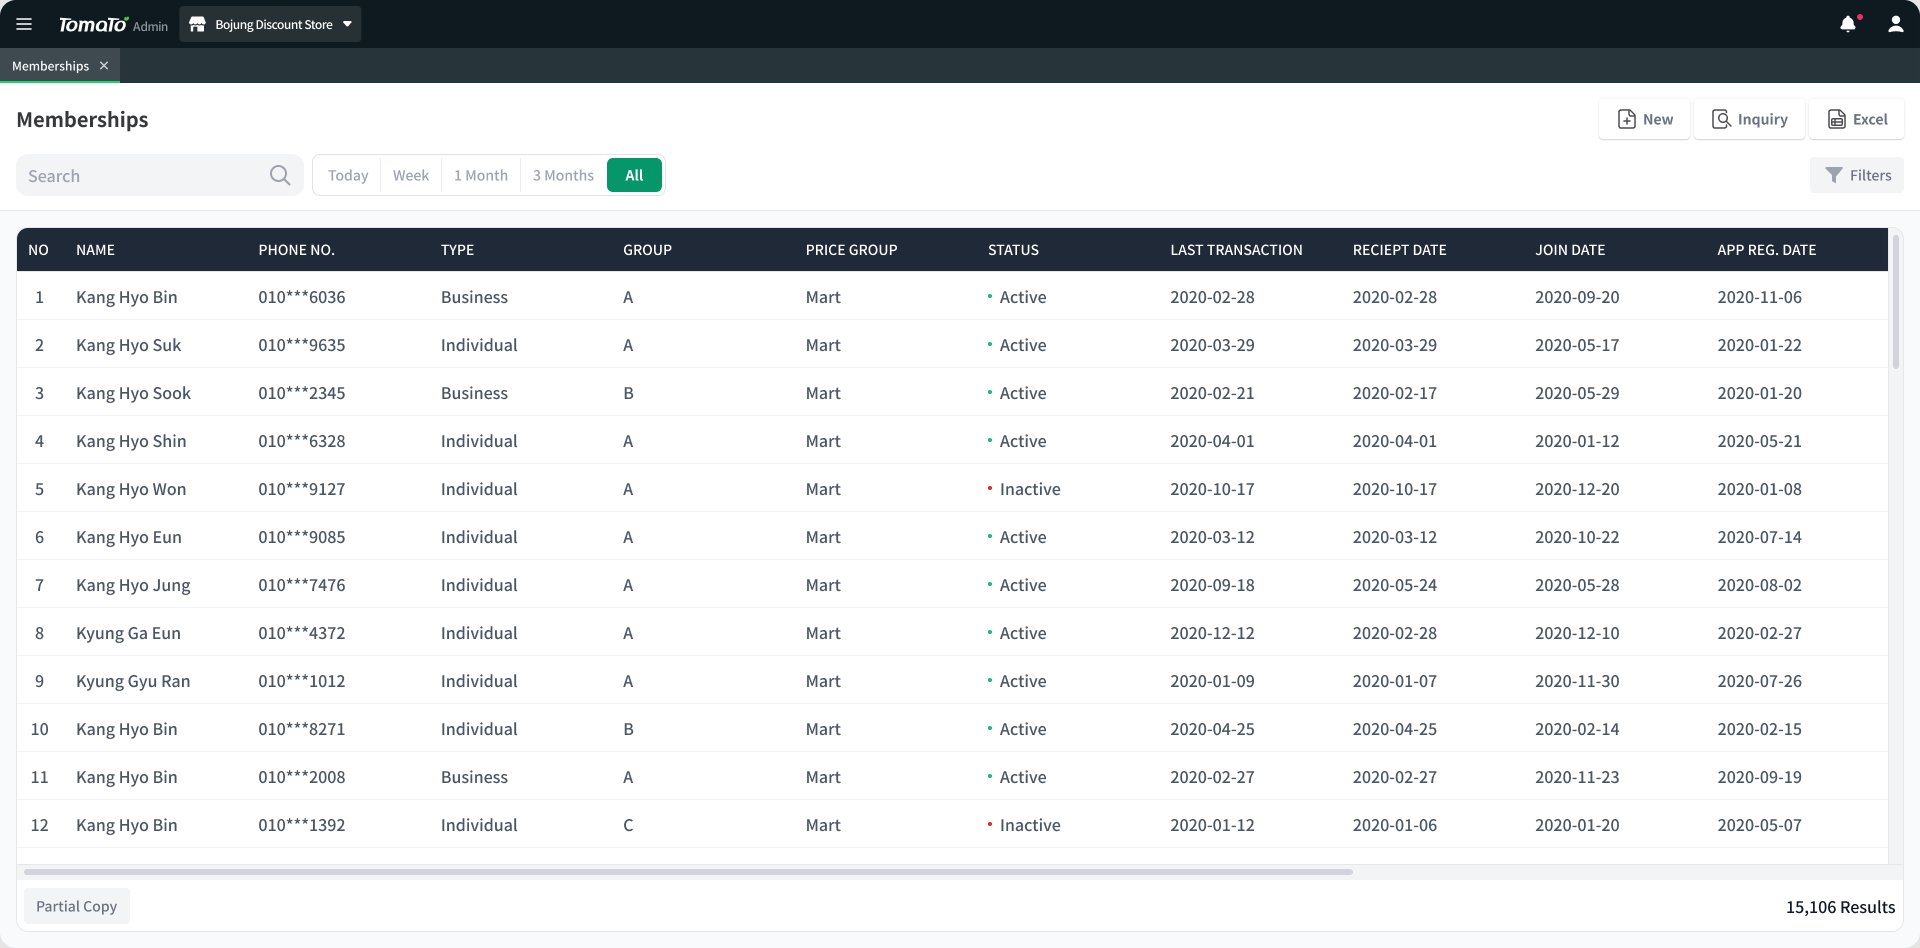 TomaTo Admin Bojung Discount Store
Memberships
Memberships
New Inquiry Excel
Search Today Week 1 Month 3 Months All Filters
NO NAME PHONE NO. TYPE GROUP PRICE GROUP STATUS LAST TRANSACTION RECIEPT DATE JOIN DATE APP REG. DATE
1 Kang Hyo Bin 010***6036 Business A Mart Active 2020-02-28 2020-02-28 2020-09-20 2020-11-06
2 Kang Hyo Suk 010***9635 Individual A Mart Active 2020-03-29 2020-03-29 2020-05-17 2020-01-22
3 Kang Hyo Sook 010***2345 Business B Mart Active 2020-02-21 2020-02-17 2020-05-29 2020-01-20
4 Kang Hyo Shin 010***6328 Individual A Mart Active 2020-04-01 2020-04-01 2020-01-12 2020-05-21
5 Kang Hyo Won 010***9127 Individual A Mart Inactive 2020-10-17 2020-10-17 2020-12-20 2020-01-08
6 Kang Hyo Eun 010***9085 Individual A Mart Active 2020-03-12 2020-03-12 2020-10-22 2020-07-14
7 Kang Hyo Jung 010***7476 Individual A Mart Active 2020-09-18 2020-05-24 2020-05-28 2020-08-02
8 Kyung Ga Eun 010***4372 Individual A Mart Active 2020-12-12 2020-02-28 2020-12-10 2020-02-27
9 Kyung Gyu Ran 010***1012 Individual A Mart Active 2020-01-09 2020-01-07 2020-11-30 2020-07-26
10 Kang Hyo Bin 010***8271 Individual B Mart Active 2020-04-25 2020-04-25 2020-02-14 2020-02-15
11 Kang Hyo Bin 010***2008 Business A Mart Active 2020-02-27 2020-02-27 2020-11-23 2020-09-19
12 Kang Hyo Bin 010***1392 Individual C Mart Inactive 2020-01-12 2020-01-06 2020-01-20 2020-05-07
Partial Copy 15,106 Results